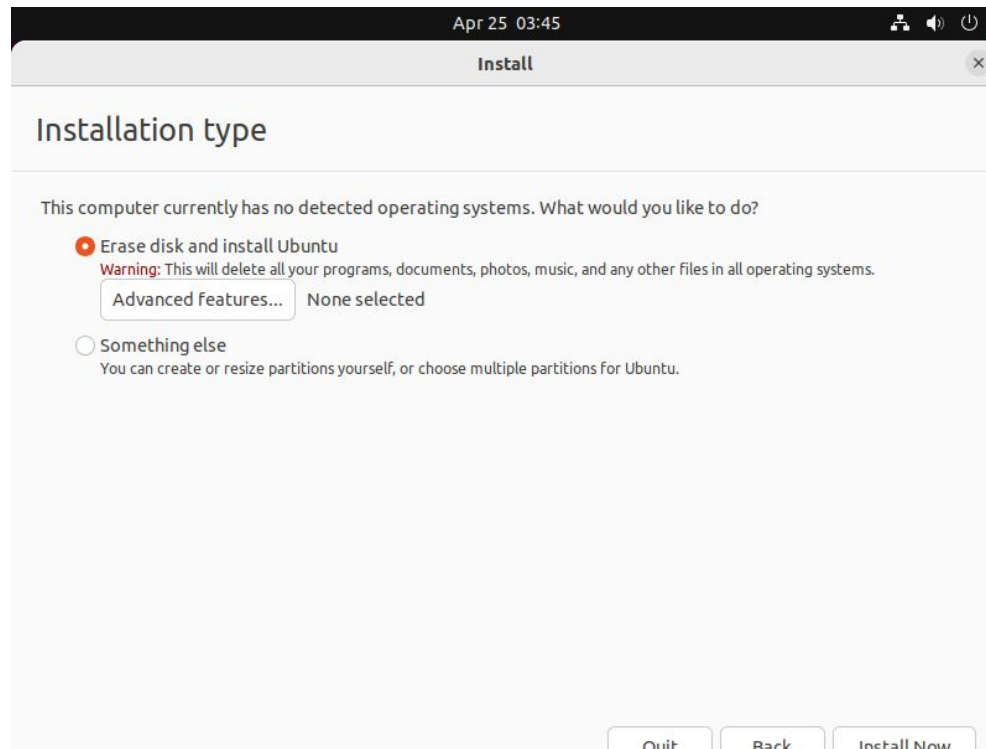 Apr 25 03:45
Install
Installation type
This computer currently has no detected operating systems. What would you like to do?
Erase disk and install Ubuntu
Warning: This will delete all your programs, documents, photos, music, and any other files in all operating systems.
Advanced features... None selected
Something else
You can create or resize partitions yourself, or choose multiple partitions for Ubuntu.
Quit Back Install Now